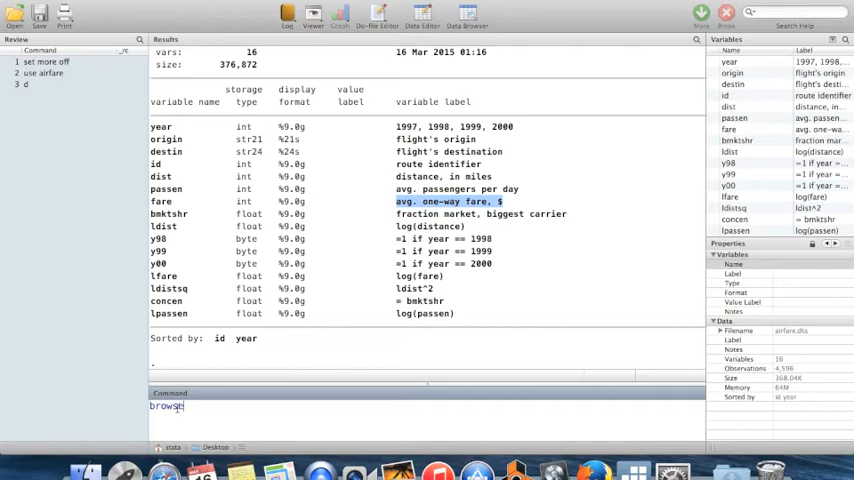 Open Save Print Log Viewer Graph Do-file Editor Data Editor Data Browser More Break Search Help
Review
Command _rc
1 set more off
2 use airfare
3 d
Results
vars: 16 16 Mar 2015 01:16
size: 376,872
storage display value
variable name type format label variable label
year int %9.0g 1997, 1998, 1999, 2000
origin str21 %21s flight's origin
destin str24 %24s flight's destination
id int %9.0g route identifier
dist int %9.0g distance, in miles
passen int %9.0g avg. passengers per day
fare int %9.0g avg. one-way fare, $
bmktshr float %9.0g fraction market, biggest carrier
ldist float %9.0g log(distance)
y98 byte %9.0g =1 if year == 1998
y99 byte %9.0g =1 if year == 1999
y00 byte %9.0g =1 if year == 2000
lfare float %9.0g log(fare)
ldistsq float %9.0g ldist^2
concen float %9.0g = bmktshr
lpassen float %9.0g log(passen)
Sorted by: id year
.
Command
browse
stata Desktop
Variables
Name Label
year 1997, 1998,...
origin flight's origin
destin flight's desti...
id route identifier
dist distance, in...
passen avg. passen...
fare avg. one-wa...
bmktshr fraction mar...
ldist log(distance)
y98 =1 if year =...
y99 =1 if year =...
y00 =1 if year =...
lfare log(fare)
ldistsq ldist^2
concen = bmktshr
lpassen log(passen)
Properties
Variables
Name
Label
Type
Format
Value Label
Notes
Data
Filename airfare.dta
Label
Notes
Variables 16
Observations 4,596
Size 368.04K
Memory 64M
Sorted by id year